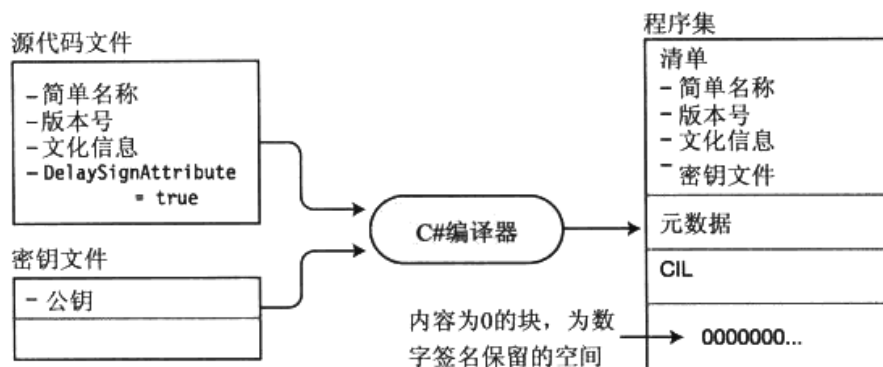 源代码文件
-简单名称
-版本号
-文化信息
-DelaySignAttribute
= true
密钥文件
- 公钥
C#编译器
程序集
清单
- 简单名称
- 版本号
- 文化信息
- 密钥文件
元数据
CIL
内容为0的块，为数
字签名保留的空间
0000000...